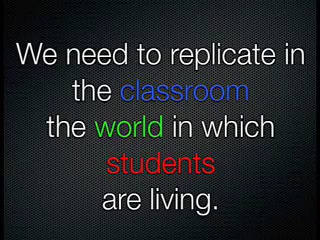 We need to replicate in
the classroom
the world in which
students
are living.